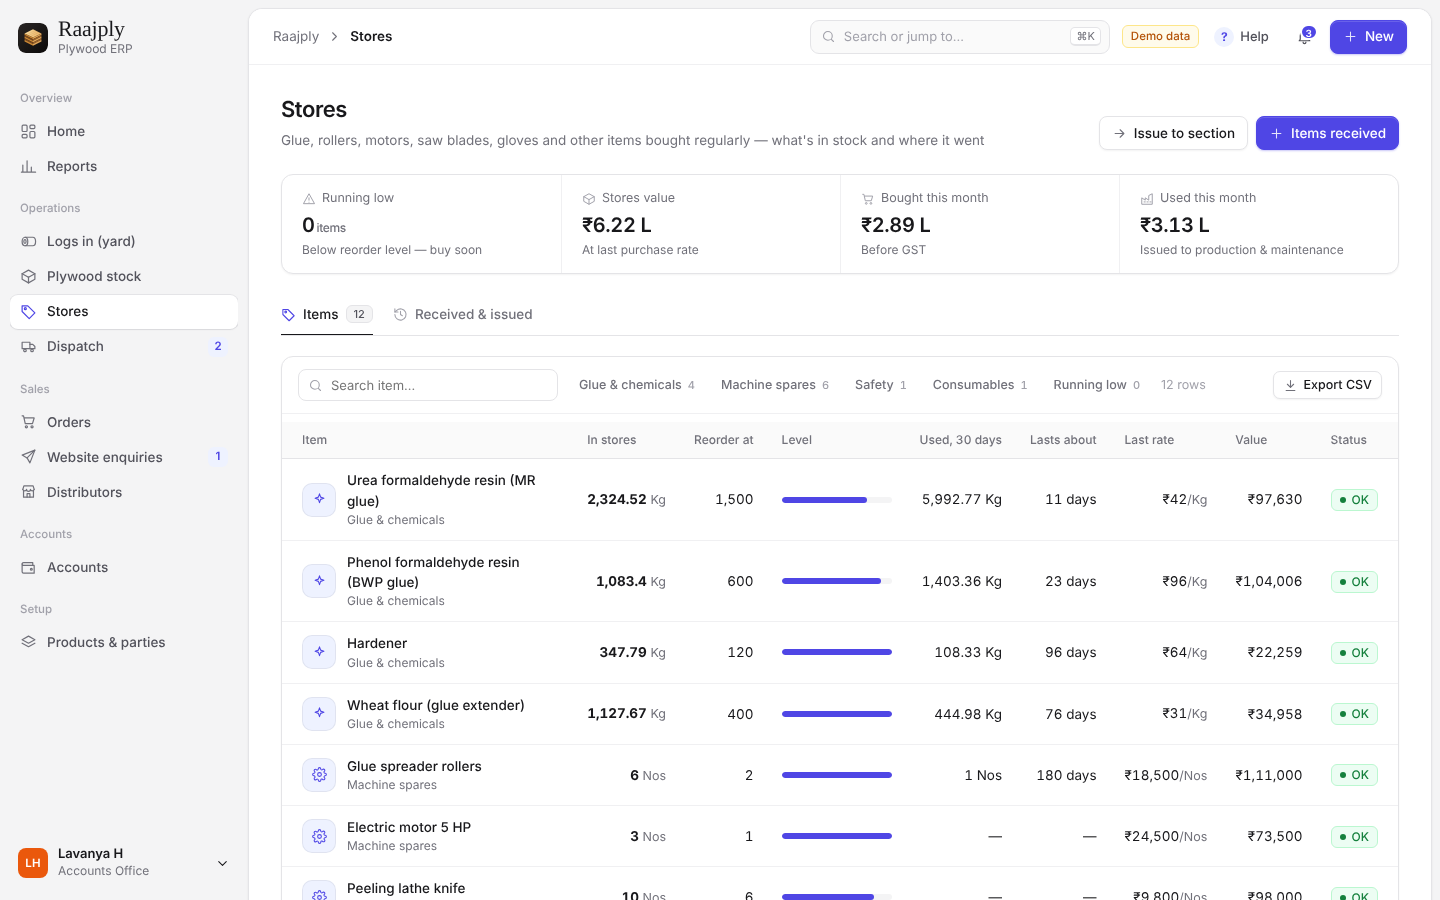 Raajply
Plywood ERP
Overview
Home
Reports
Operations
Logs in (yard)
Plywood stock
Stores
Dispatch 2
Sales
Orders
Website enquiries 1
Distributors
Accounts
Accounts
Setup
Products & parties
LH
Lavanya H
Accounts Office
Raajply > Stores
Search or jump to... ⌘K
Demo data
? Help
3
+ New
Stores
Glue, rollers, motors, saw blades, gloves and other items bought regularly — what's in stock and where it went
→ Issue to section
+ Items received
Running low
0 items
Below reorder level — buy soon
Stores value
₹6.22 L
At last purchase rate
Bought this month
₹2.89 L
Before GST
Used this month
₹3.13 L
Issued to production & maintenance
Items 12
Received & issued
Search item...
Glue & chemicals 4 Machine spares 6 Safety 1 Consumables 1 Running low 0 12 rows
Export CSV
Item In stores Reorder at Level Used, 30 days Lasts about Last rate Value Status
Urea formaldehyde resin (MR
glue)
Glue & chemicals
2,324.52 Kg 1,500 5,992.77 Kg 11 days ₹42/Kg ₹97,630 OK
Phenol formaldehyde resin
(BWP glue)
Glue & chemicals
1,083.4 Kg 600 1,403.36 Kg 23 days ₹96/Kg ₹1,04,006 OK
Hardener
Glue & chemicals
347.79 Kg 120 108.33 Kg 96 days ₹64/Kg ₹22,259 OK
Wheat flour (glue extender)
Glue & chemicals
1,127.67 Kg 400 444.98 Kg 76 days ₹31/Kg ₹34,958 OK
Glue spreader rollers
Machine spares
6 Nos 2 1 Nos 180 days ₹18,500/Nos ₹1,11,000 OK
Electric motor 5 HP
Machine spares
3 Nos 1 — — ₹24,500/Nos ₹73,500 OK
Peeling lathe knife
10 Nos 6 — — ₹9,800/Nos ₹98,000 OK